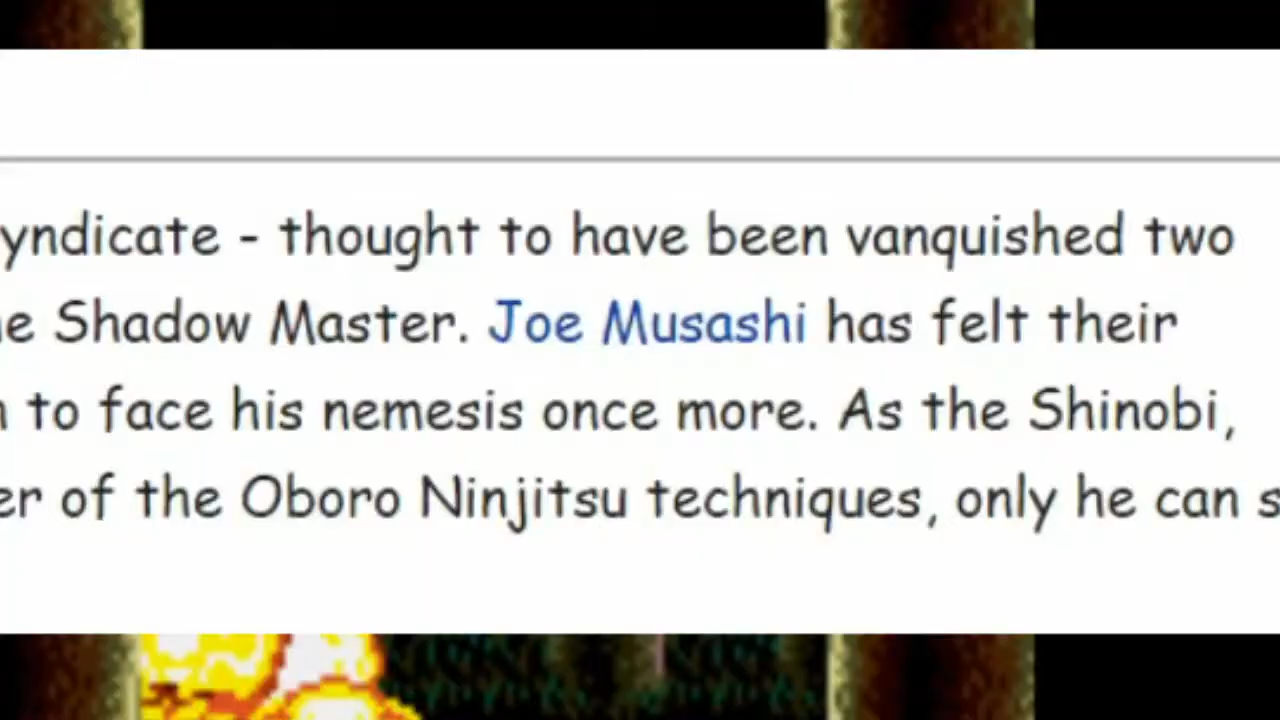 yndicate - thought to have been vanquished two
he Shadow Master. Joe Musashi has felt their
to face his nemesis once more. As the Shinobi,
er of the Oboro Ninjitsu techniques, only he can s